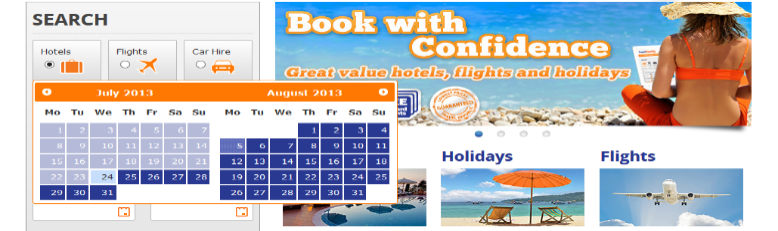 SEARCH
Hotels
Flights
Car Hire
July 2013
Mo Tu We Th Fr Sa Su
1 2 3 4 5 6 7
8 9 10 11 12 13 14
15 16 17 18 19 20 21
22 23 24 25 26 27 28
29 30 31
August 2013
Mo Tu We Th Fr Sa Su
1 2 3 4
5 6 7 8 9 10 11
12 13 14 15 16 17 18
19 20 21 22 23 24 25
26 27 28 29 30 31
Book with
Confidence
Great value hotels, flights and holidays
GUARANTEED
Holidays
Flights